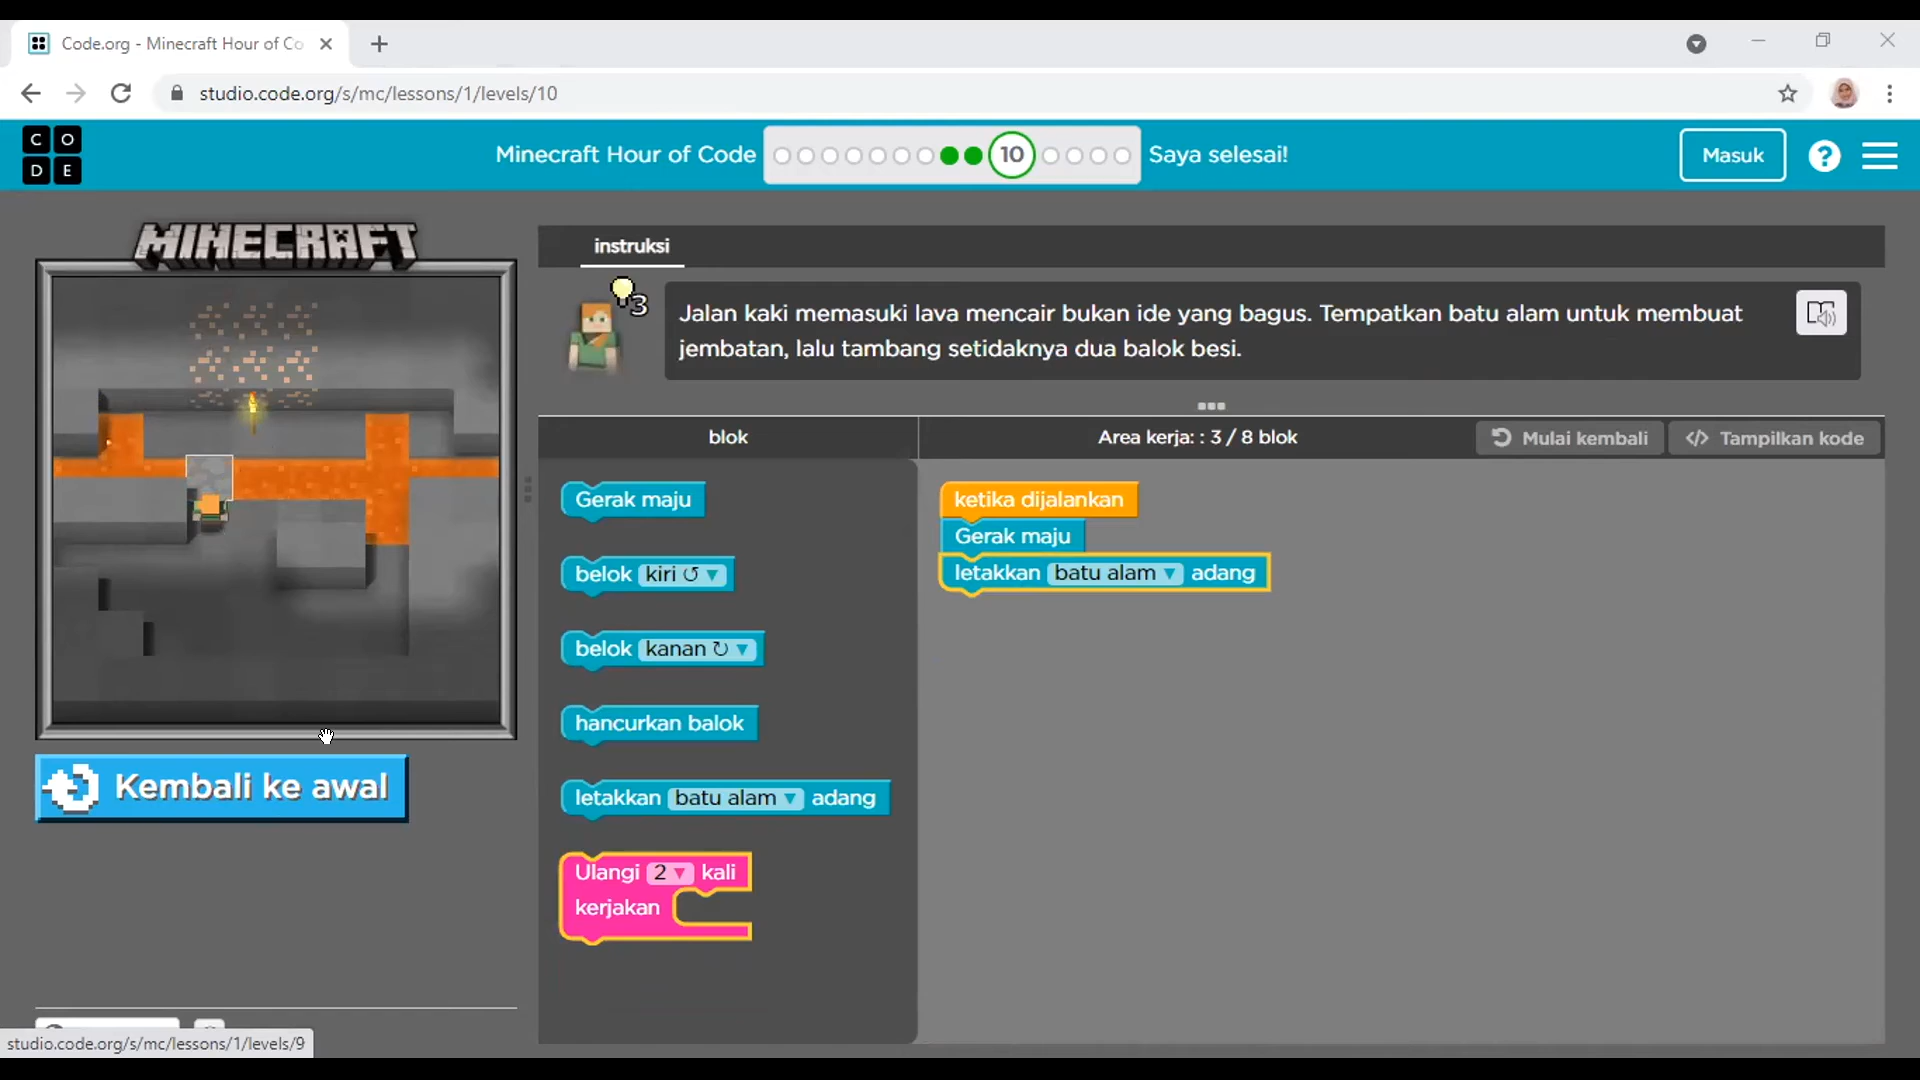 Code.org - Minecraft Hour of Co
studio.code.org/s/mc/lessons/1/levels/10
C O
D E
Minecraft Hour of Code
10
Saya selesai!
Masuk
?
MINECRAFT
instruksi
3
Jalan kaki memasuki lava mencair bukan ide yang bagus. Tempatkan batu alam untuk membuat
jembatan, lalu tambang setidaknya dua balok besi.
blok
Area kerja: : 3 / 8 blok
Mulai kembali
</> Tampilkan kode
Gerak maju
belok kiri ↺ ▼
belok kanan ↻ ▼
hancurkan balok
letakkan batu alam ▼ adang
Ulangi 2 ▼ kali
kerjakan
ketika dijalankan
Gerak maju
letakkan batu alam ▼ adang
Kembali ke awal
studio.code.org/s/mc/lessons/1/levels/9